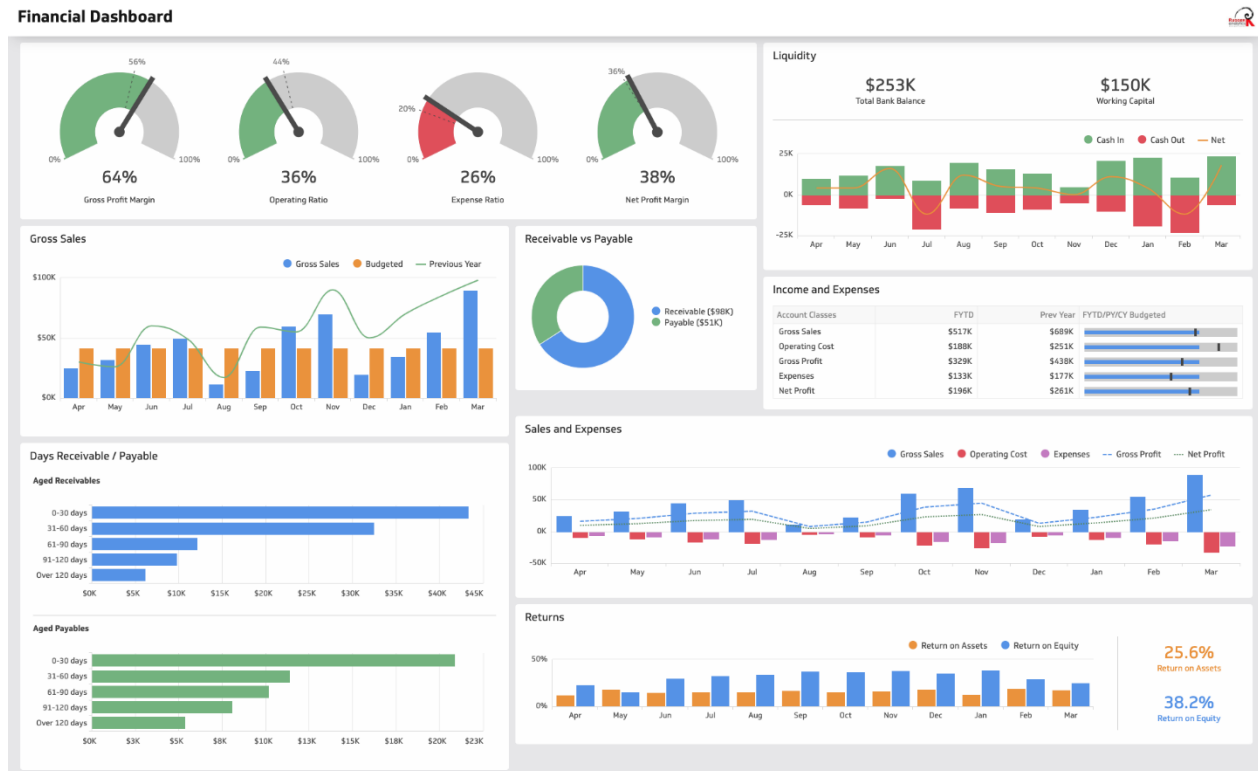 Financial Dashboard
56%
0%
100%
64%
Gross Profit Margin
44%
0%
100%
36%
Operating Ratio
20%
0%
100%
26%
Expense Ratio
36%
0%
100%
38%
Net Profit Margin
Liquidity
$253K
Total Bank Balance
$150K
Working Capital
Cash In Cash Out Net
25K
0K
-25K
Apr May Jun Jul Aug Sep Oct Nov Dec Jan Feb Mar
Gross Sales
Gross Sales Budgeted Previous Year
$100K
$50K
$0K
Apr May Jun Jul Aug Sep Oct Nov Dec Jan Feb Mar
Receivable vs Payable
Receivable ($98K)
Payable ($51K)
Income and Expenses
Account Classes FYTD Prev Year FYTD/PY/CY Budgeted
Gross Sales $517K $689K
Operating Cost $188K $251K
Gross Profit $329K $438K
Expenses $133K $177K
Net Profit $196K $261K
Sales and Expenses
Gross Sales Operating Cost Expenses Gross Profit Net Profit
100K
50K
0K
-50K
Apr May Jun Jul Aug Sep Oct Nov Dec Jan Feb Mar
Days Receivable / Payable
Aged Receivables
0-30 days
31-60 days
61-90 days
91-120 days
Over 120 days
$0K $5K $10K $15K $20K $25K $30K $35K $40K $45K
Aged Payables
0-30 days
31-60 days
61-90 days
91-120 days
Over 120 days
$0K $3K $5K $8K $10K $13K $15K $18K $20K $23K
Returns
Return on Assets Return on Equity
50%
0%
Apr May Jun Jul Aug Sep Oct Nov Dec Jan Feb Mar
25.6%
Return on Assets
38.2%
Return on Equity